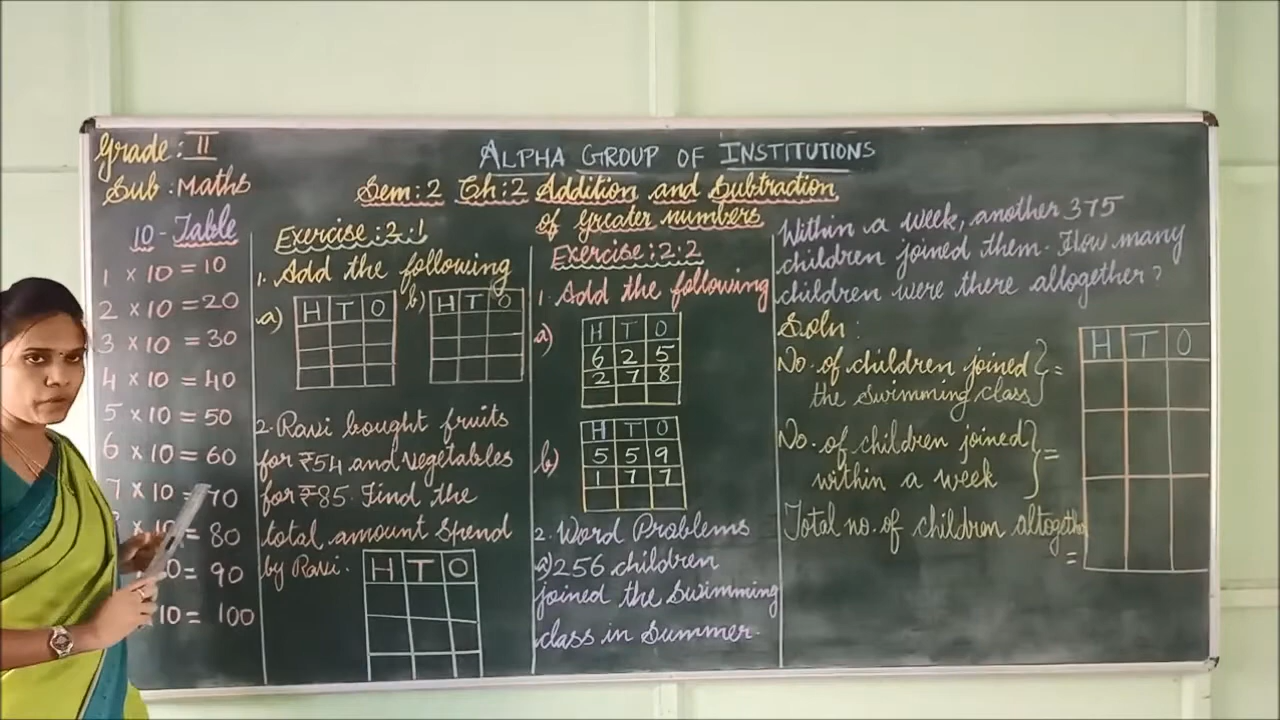 Grade: II
Sub: Maths
ALPHA GROUP OF INSTITUTIONS
Sem: 2 Ch: 2 Addition and Subtraction
of greater numbers
10 - Table
1 × 10 = 10
2 × 10 = 20
3 × 10 = 30
4 × 10 = 40
5 × 10 = 50
6 × 10 = 60
7 × 10 = 70
× 10 = 80
0 = 90
10 = 100
Exercise: 2:1
1. Add the following
a)
H T O
b)
H T O
2. Ravi bought fruits
for ₹54 and vegetables
for ₹85. Find the
total amount spend
by Ravi.
H T O
Exercise: 2:2
1. Add the following
a)
H T O
6 2 5
2 7 8
b)
H T O
5 5 9
1 7 7
2. Word Problems
a) 256 children
joined the swimming
class in Summer.
Within a week, another 375
children joined them. How many
children were there altogether?
Soln:
No. of children joined
the swimming class } =
No. of children joined
within a week } =
Total no. of children altogether
=
H T O